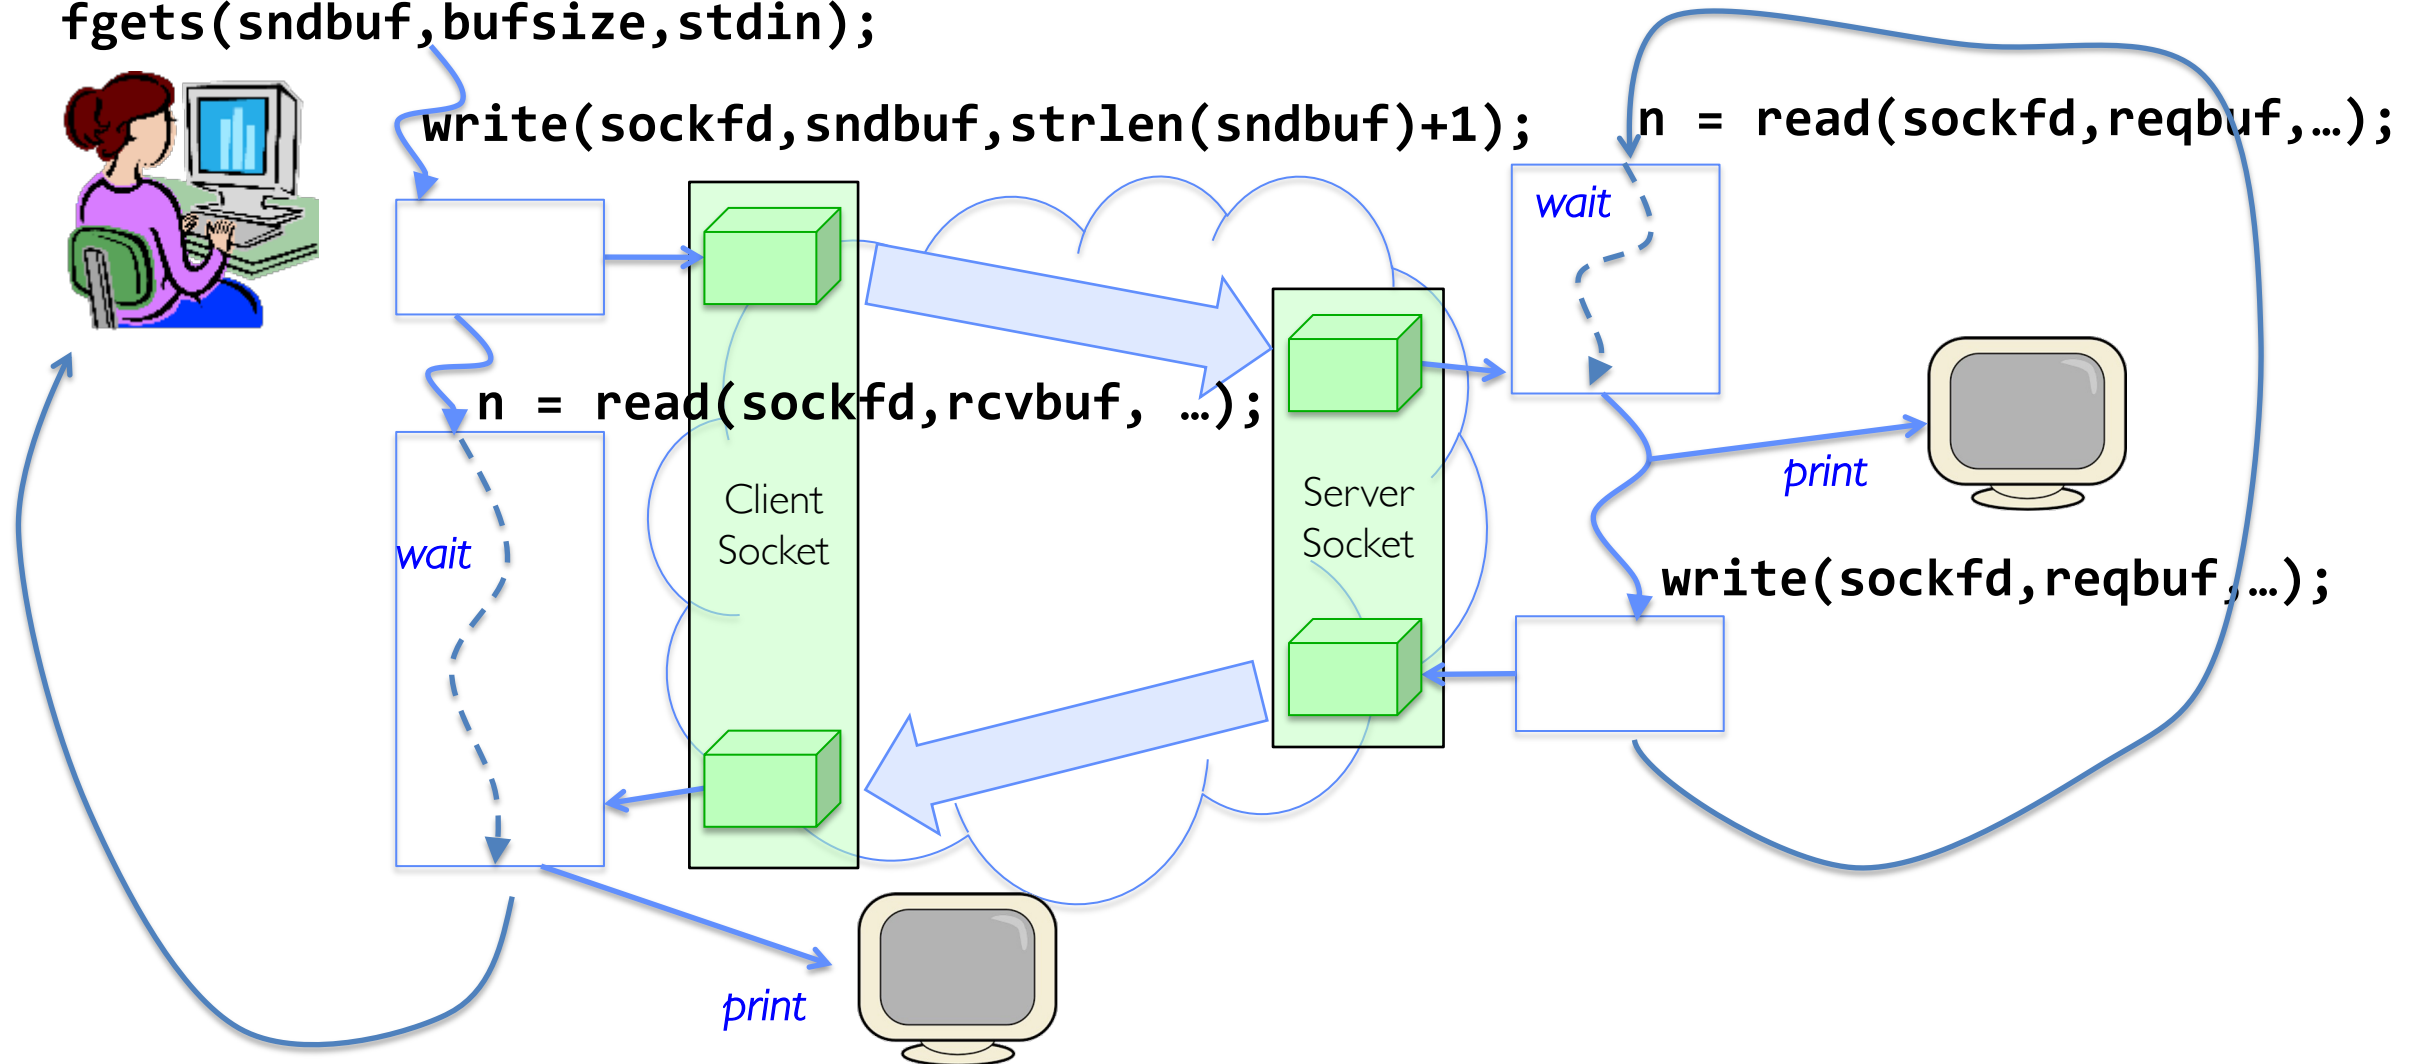 fgets(sndbuf,bufsize,stdin);
write(sockfd,sndbuf,strlen(sndbuf)+1);
n = read(sockfd,reqbuf,…);
wait
n = read(sockfd,rcvbuf, …);
print
Client
Socket
Server
Socket
wait
write(sockfd,reqbuf,…);
print